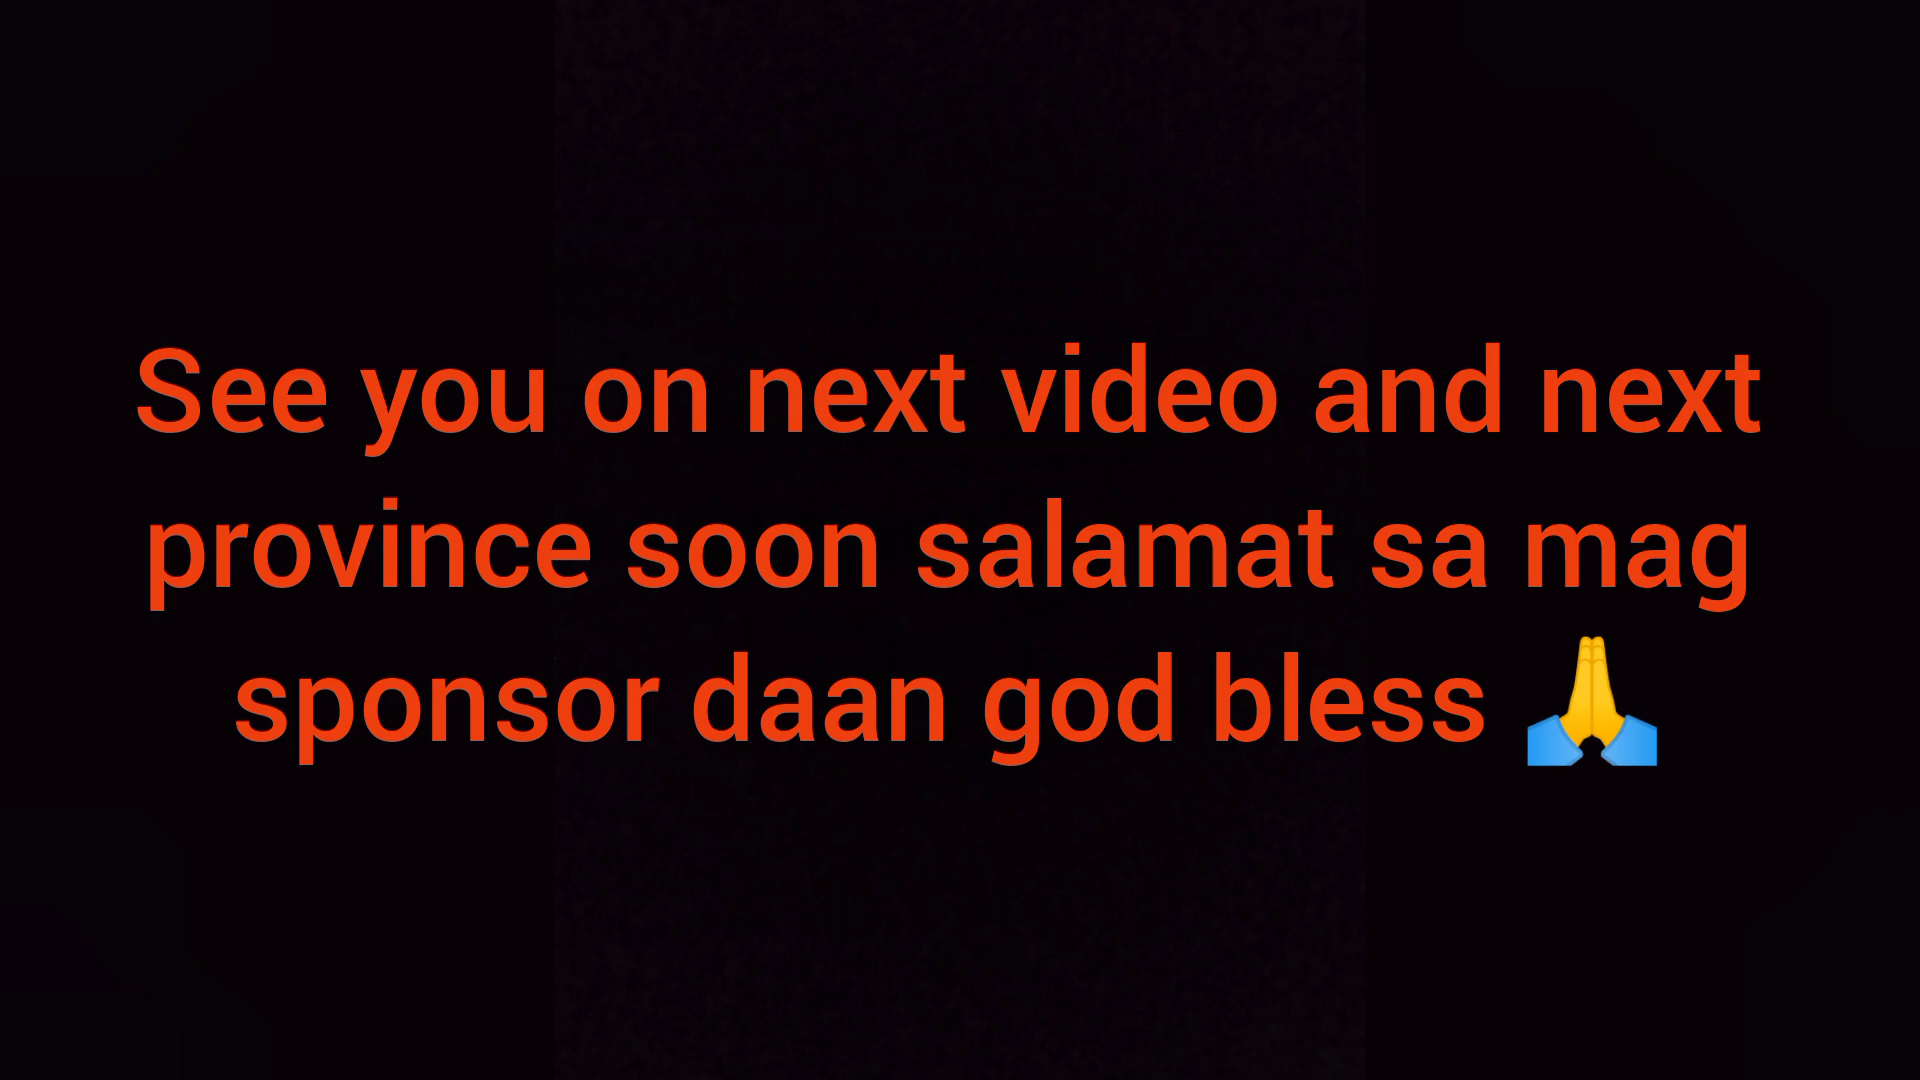 See you on next video and next
province soon salamat sa mag
sponsor daan god bless 🙏